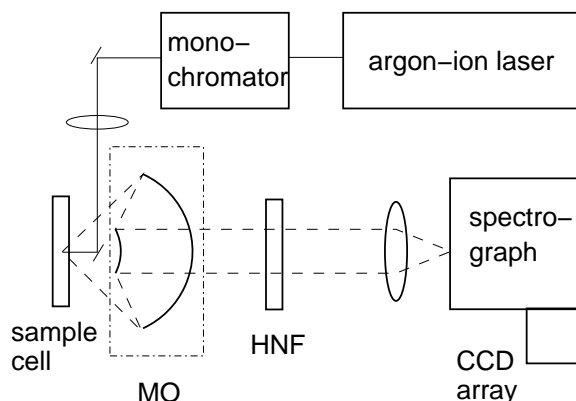 mono−
chromator
argon−ion laser
spectro−
graph
sample
cell
HNF
MO
CCD
array